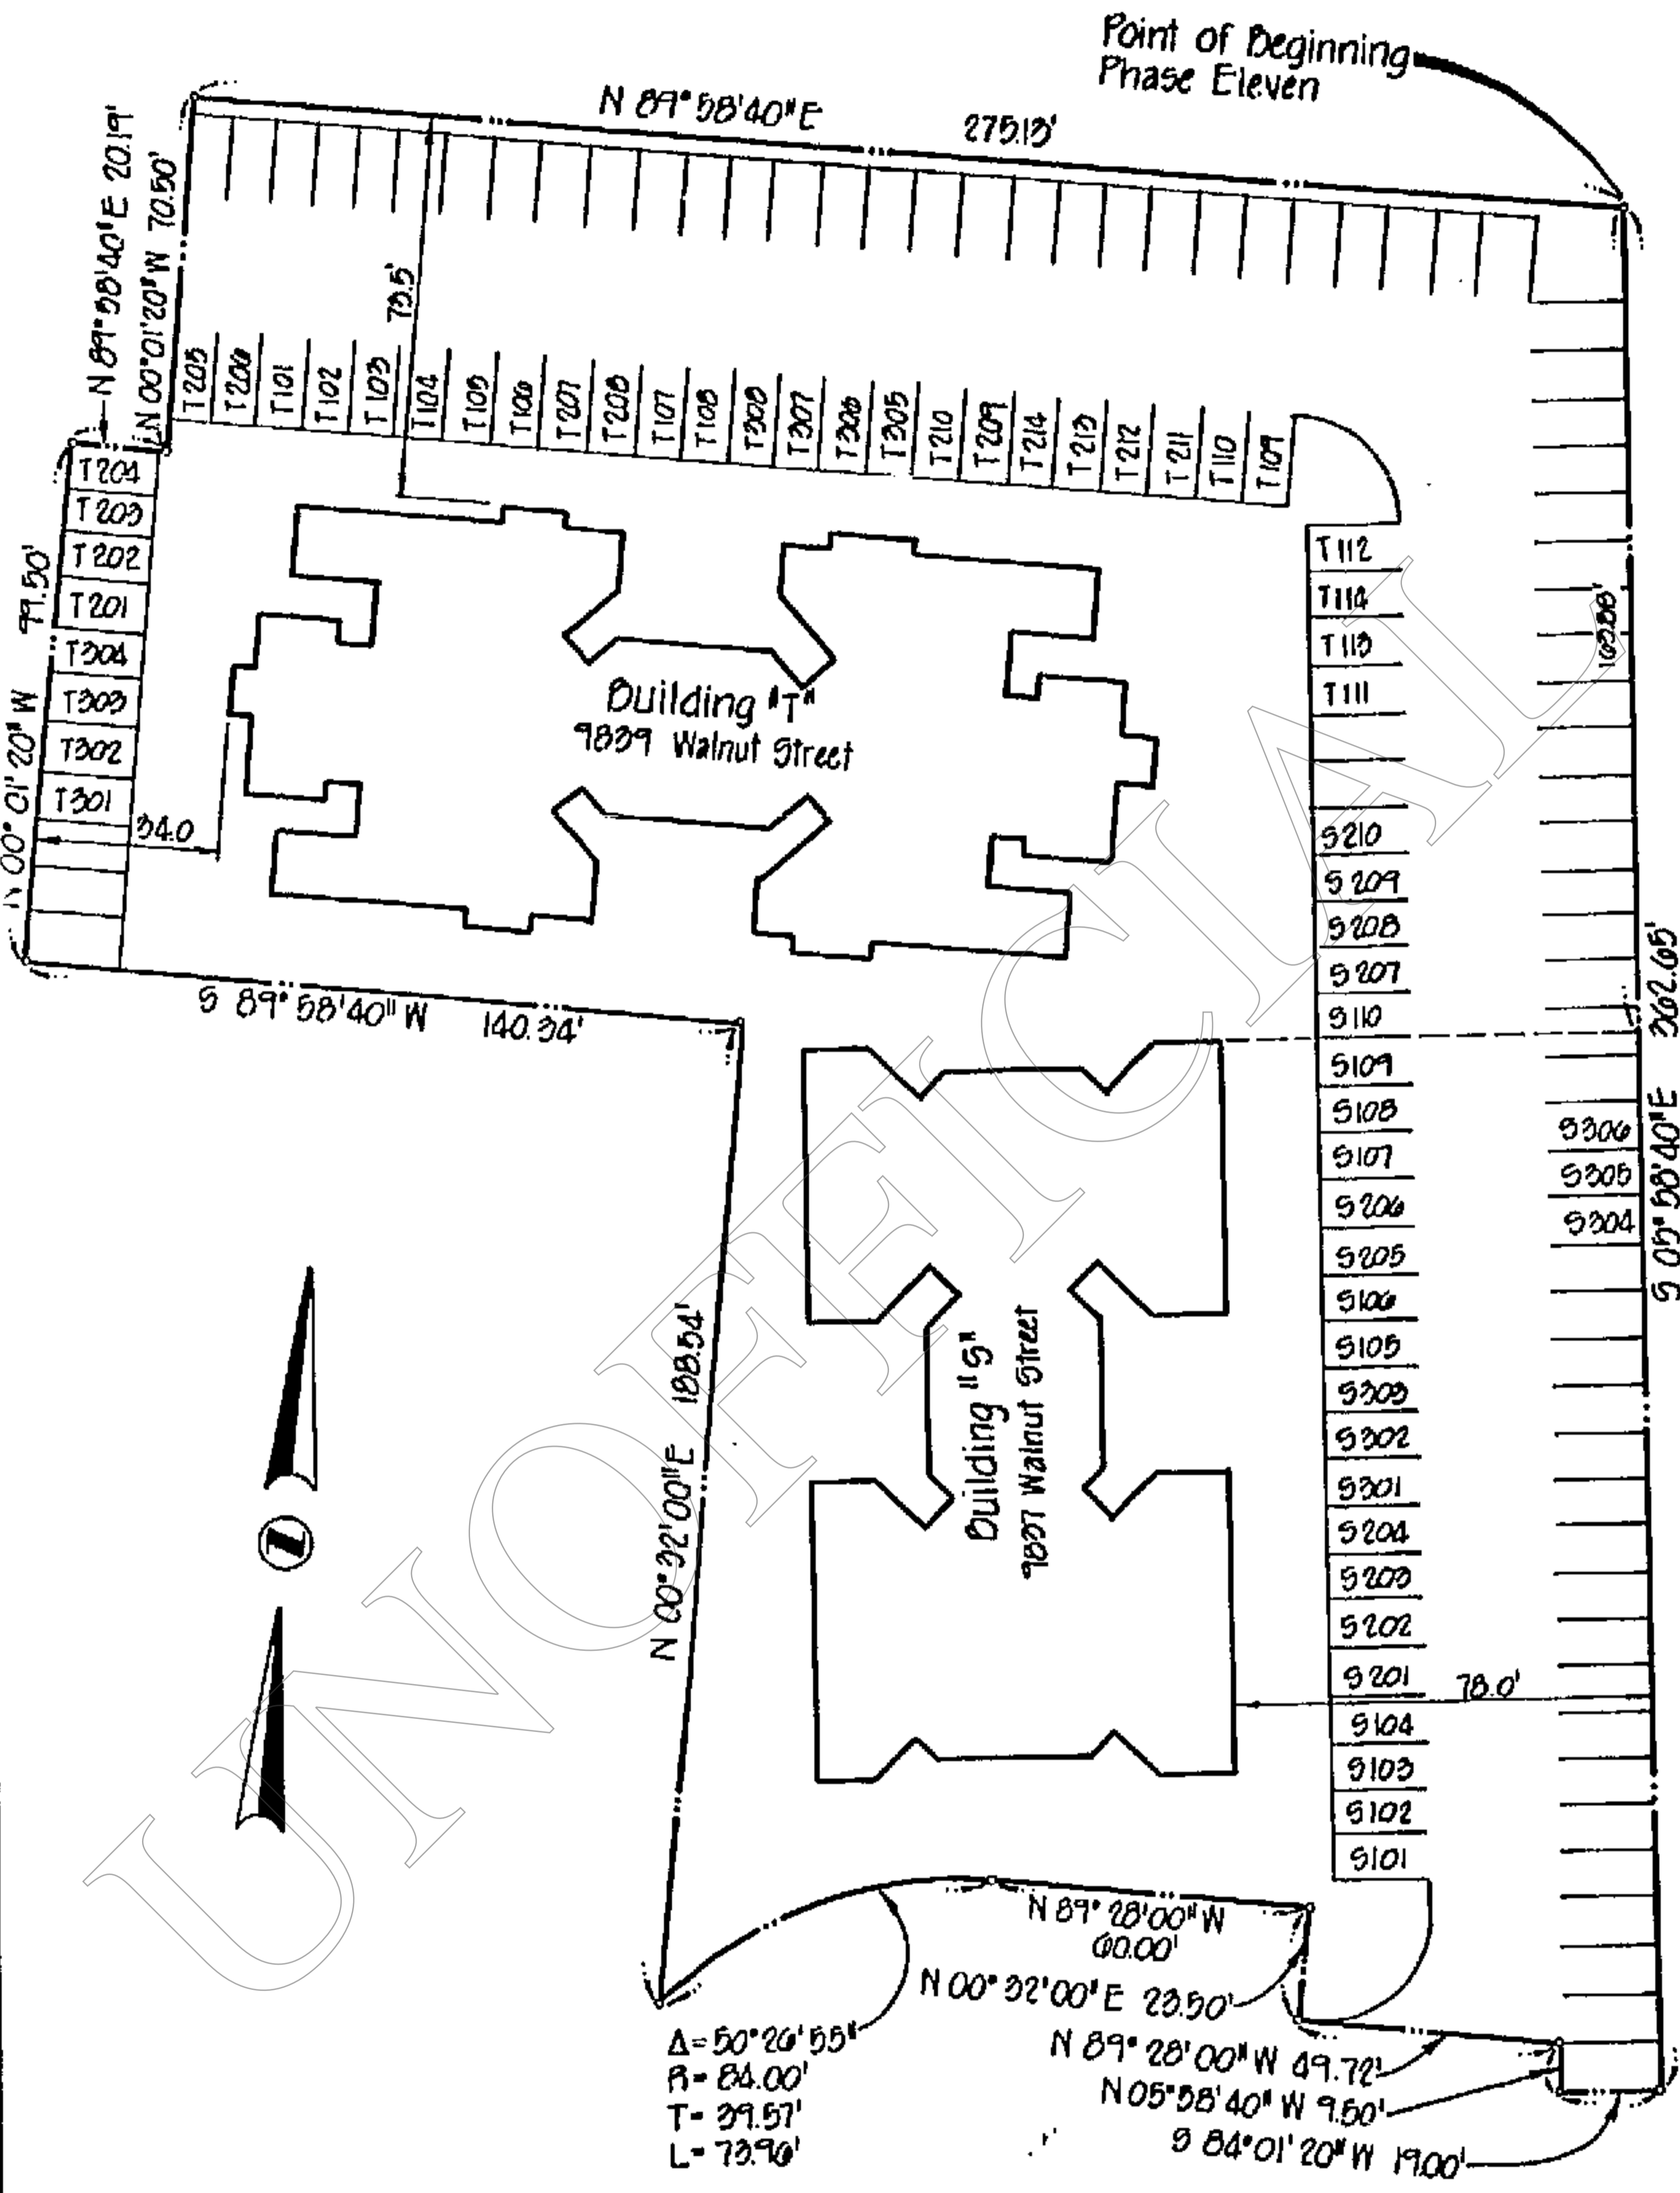 Point of Beginning
Phase Eleven
N 89°58'40"E 275.13'
N 89°58'40"E 20.19'
N 00°01'20"W 70.50'
73.5'
T205
T206
T101
T102
T103
T104
T105
T106
T207
T208
T107
T108
T308
T307
T306
T305
T210
T209
T214
T213
T212
T211
T110
T109
T204
T203
T202
T201
T304
T303
T302
T301
N 00°01'20"W 99.50'
34.0
Building "T"
9839 Walnut Street
T112
T114
T113
T111
163.88'
S210
S209
S208
S207
S110
S109
S108
S107
S206
S205
S106
S105
S303
S302
S301
S204
S203
S202
S201
S104
S103
S102
S101
S306
S305
S304
S 05°58'40"E 362.65'
S 89°58'40"W 140.34'
N 00°32'00"E 188.54'
Building "S"
9837 Walnut Street
78.0'
Z
N 89°28'00"W
60.00'
N 00°32'00"E 23.50'
N 89°28'00"W 49.72'
N 05°58'40"W 9.50'
S 84°01'20"W 19.00'
Δ=50°26'55"
R=84.00'
T=39.57'
L=73.96'
UNOFFICIAL